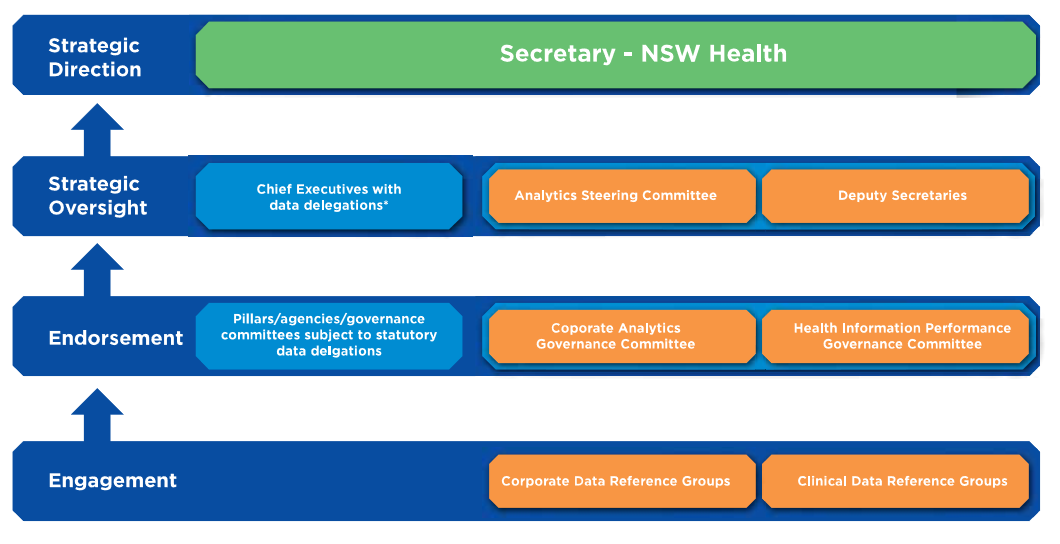 Strategic
Direction
Secretary - NSW Health
Strategic
Oversight
Chief Executives with
data delegations*
Analytics Steering Committee
Deputy Secretaries
Endorsement
Pillars/agencies/governance
committees subject to statutory
data delgations
Coporate Analytics
Governance Committee
Health Information Performance
Governance Committee
Engagement
Corporate Data Reference Groups
Clinical Data Reference Groups